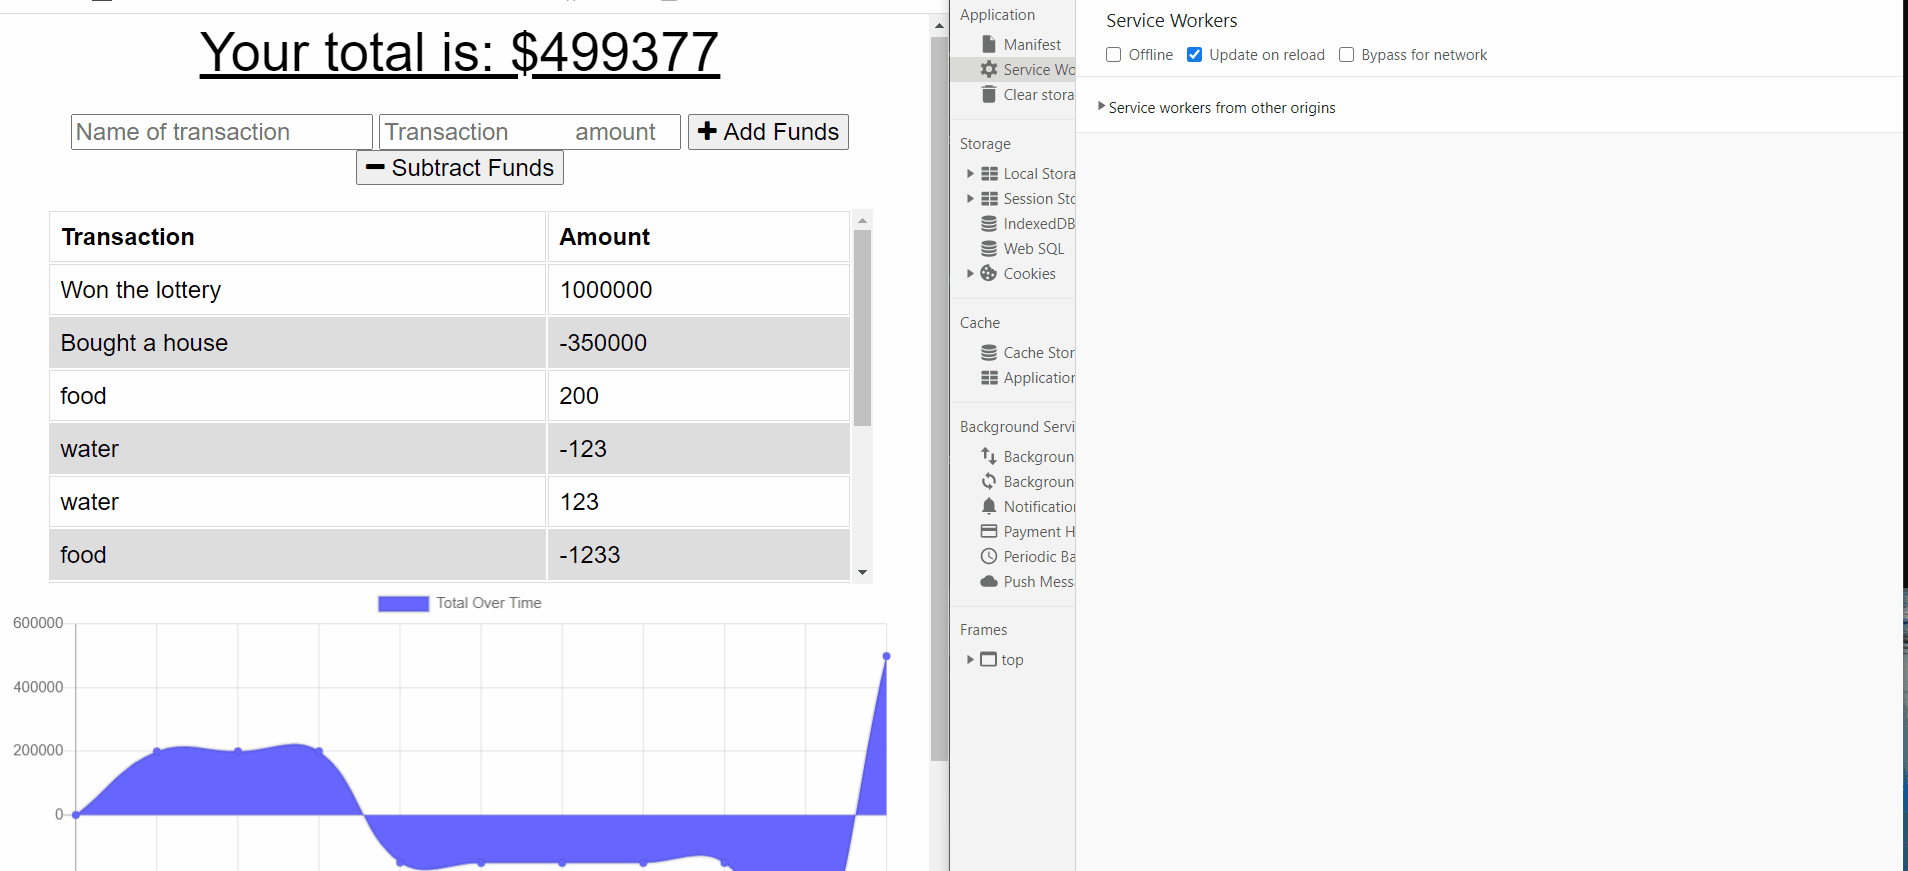 Your total is: $499377
Name of transaction
Transaction amount
Add Funds
Subtract Funds
Transaction Amount
Won the lottery 1000000
Bought a house -350000
food 200
water -123
water 123
food -1233
Total Over Time
600000
400000
200000
0
Application
Manifest
Service Wo
Clear stora
Storage
Local Stora
Session Sto
IndexedDB
Web SQL
Cookies
Cache
Cache Stor
Application
Background Servi
Backgroun
Backgroun
Notification
Payment H
Periodic Ba
Push Mess
Frames
top
Service Workers
Offline Update on reload Bypass for network
Service workers from other origins